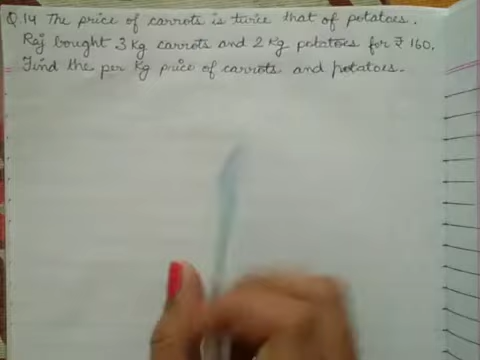 Q.14 The price of carrots is twice that of potatoes.
Raj bought 3 Kg carrots and 2 Kg potatoes for ₹ 160.
Find the per Kg price of carrots and potatoes.